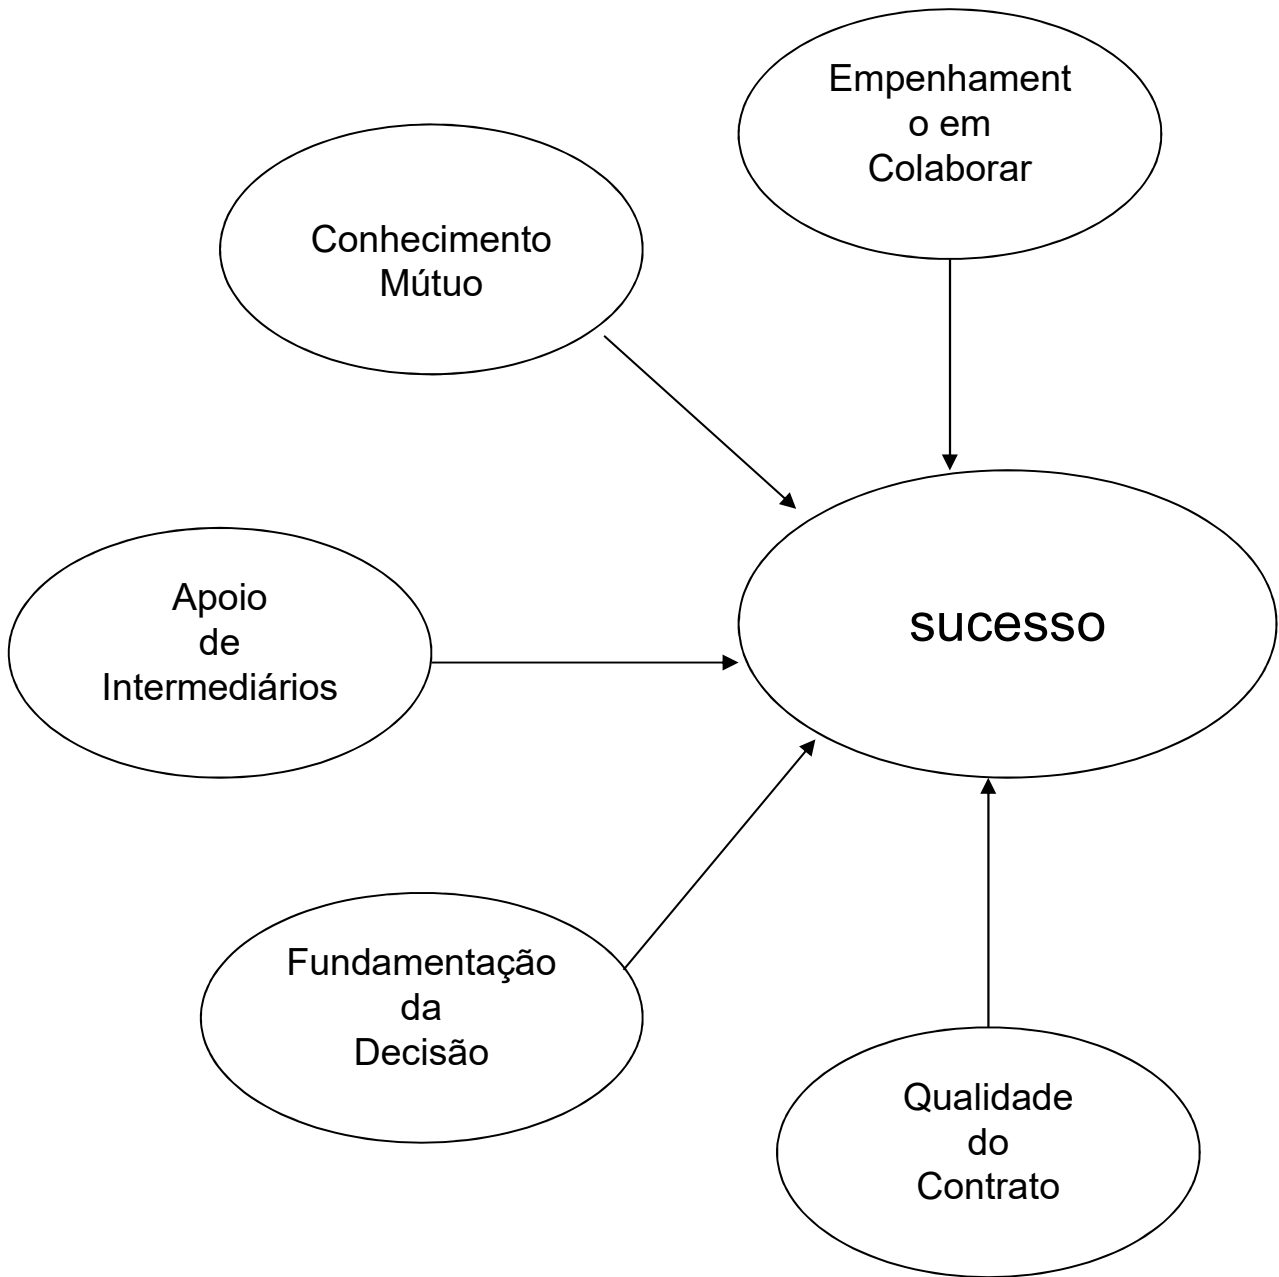 Empenhament
o em
Colaborar
Conhecimento
Mútuo
Apoio
de
Intermediários
sucesso
Fundamentação
da
Decisão
Qualidade
do
Contrato